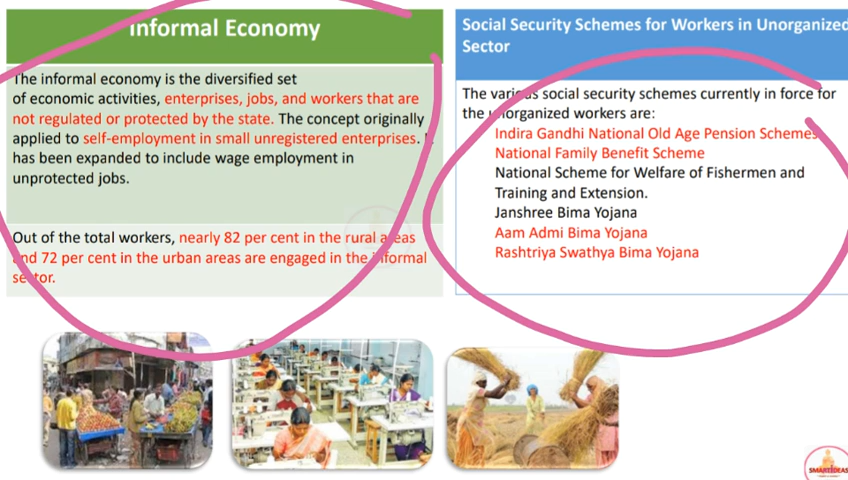 Informal Economy
The informal economy is the diversified set
of economic activities, enterprises, jobs, and workers that are
not regulated or protected by the state. The concept originally
applied to self-employment in small unregistered enterprises. It
has been expanded to include wage employment in
unprotected jobs.
Out of the total workers, nearly 82 per cent in the rural areas
and 72 per cent in the urban areas are engaged in the informal
sector.
Social Security Schemes for Workers in Unorganized
Sector
The various social security schemes currently in force for
the unorganized workers are:
Indira Gandhi National Old Age Pension Schemes
National Family Benefit Scheme
National Scheme for Welfare of Fishermen and
Training and Extension.
Janshree Bima Yojana
Aam Admi Bima Yojana
Rashtriya Swathya Bima Yojana
SMART IDEAS